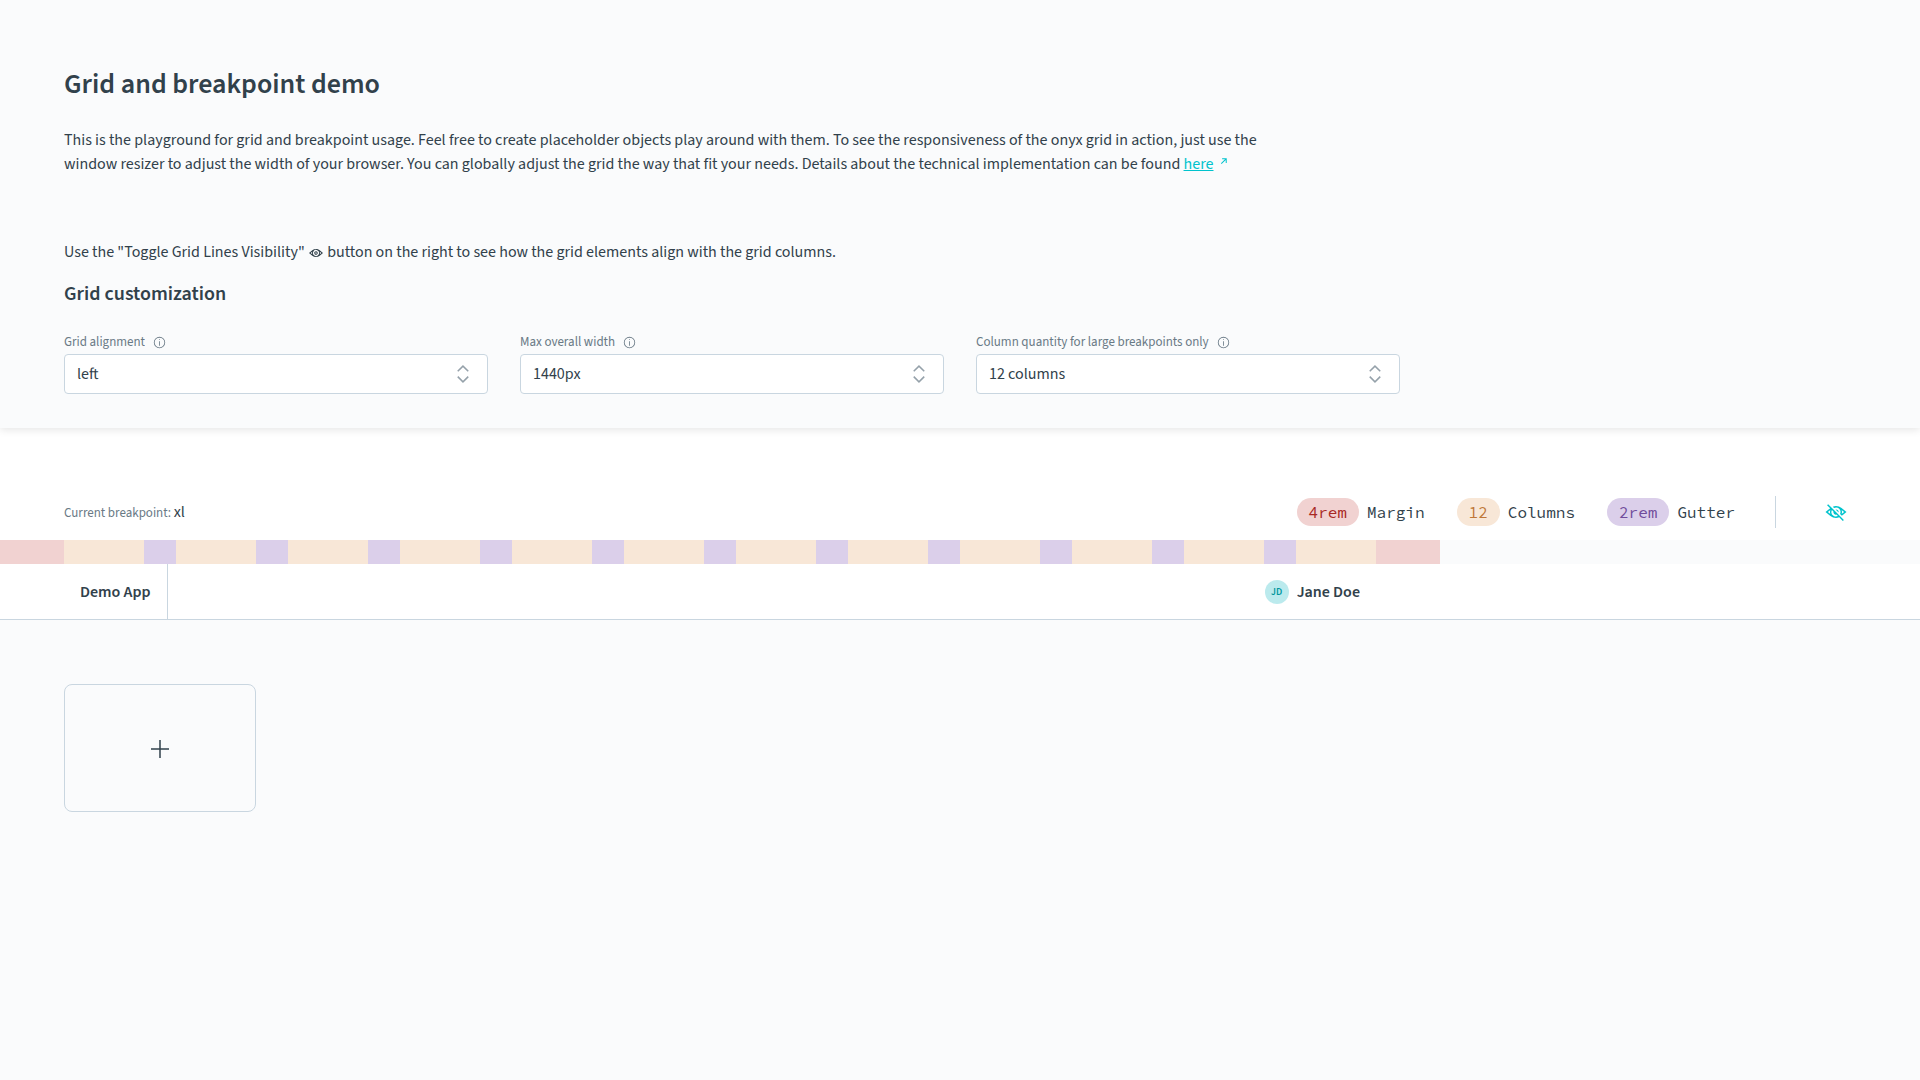 Grid and breakpoint demo
This is the playground for grid and breakpoint usage. Feel free to create placeholder objects play around with them. To see the responsiveness of the onyx grid in action, just use the
window resizer to adjust the width of your browser. You can globally adjust the grid the way that fit your needs. Details about the technical implementation can be found here
Use the "Toggle Grid Lines Visibility" button on the right to see how the grid elements align with the grid columns.
Grid customization
Grid alignment Max overall width Column quantity for large breakpoints only
left 1440px 12 columns
Current breakpoint: xl 4rem Margin 12 Columns 2rem Gutter
Demo App JD Jane Doe